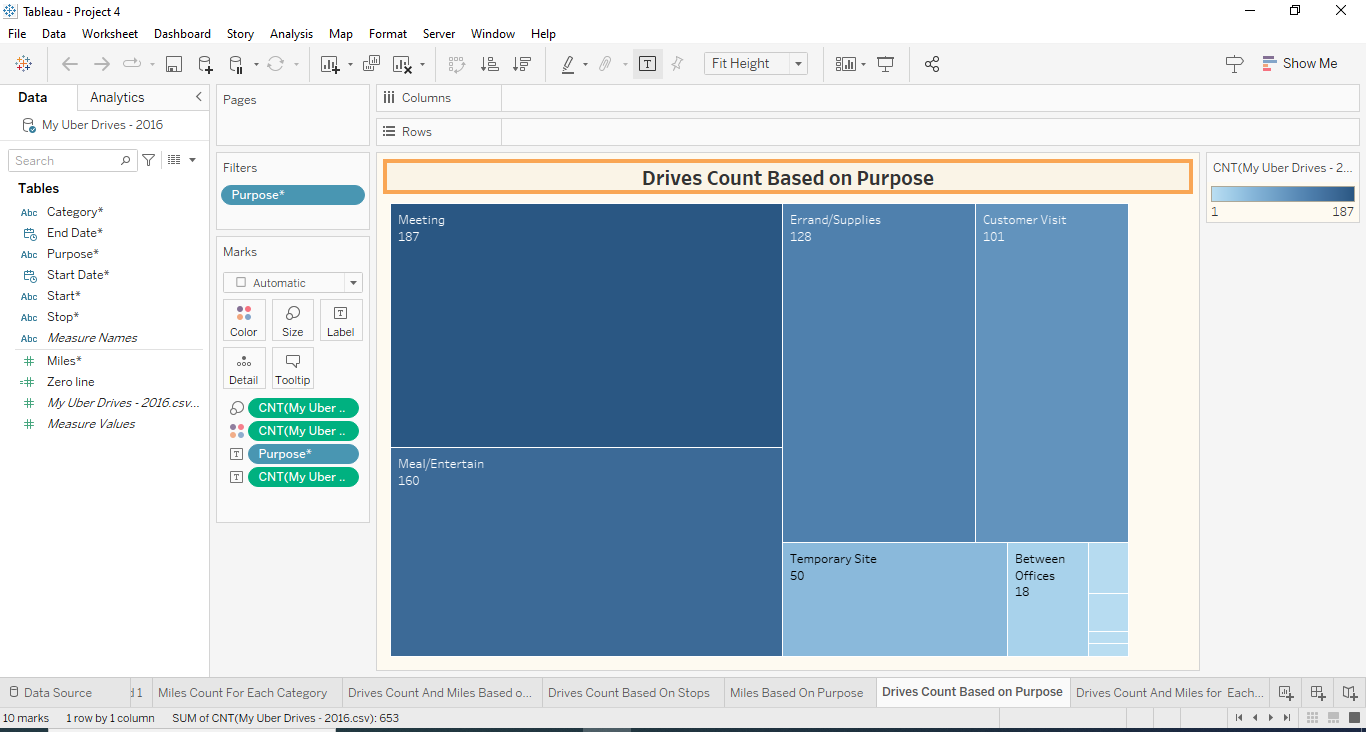 Tableau - Project 4
File Data Worksheet Dashboard Story Analysis Map Format Server Window Help
Fit Height
Show Me
Data Analytics
My Uber Drives - 2016
Search
Tables
Abc Category*
End Date*
Abc Purpose*
Start Date*
Abc Start*
Abc Stop*
Abc Measure Names
# Miles*
=# Zero line
# My Uber Drives - 2016.csv...
# Measure Values
Pages
Filters
Purpose*
Marks
Automatic
Color Size Label
Detail Tooltip
CNT(My Uber ..
CNT(My Uber ..
Purpose*
CNT(My Uber ..
Columns
Rows
Drives Count Based on Purpose
Meeting
187
Meal/Entertain
160
Errand/Supplies
128
Customer Visit
101
Temporary Site
50
Between
Offices
18
CNT(My Uber Drives - 2...
1 187
Data Source
1 Miles Count For Each Category Drives Count And Miles Based o... Drives Count Based On Stops Miles Based On Purpose Drives Count Based on Purpose Drives Count And Miles for Each...
10 marks 1 row by 1 column SUM of CNT(My Uber Drives - 2016.csv): 653